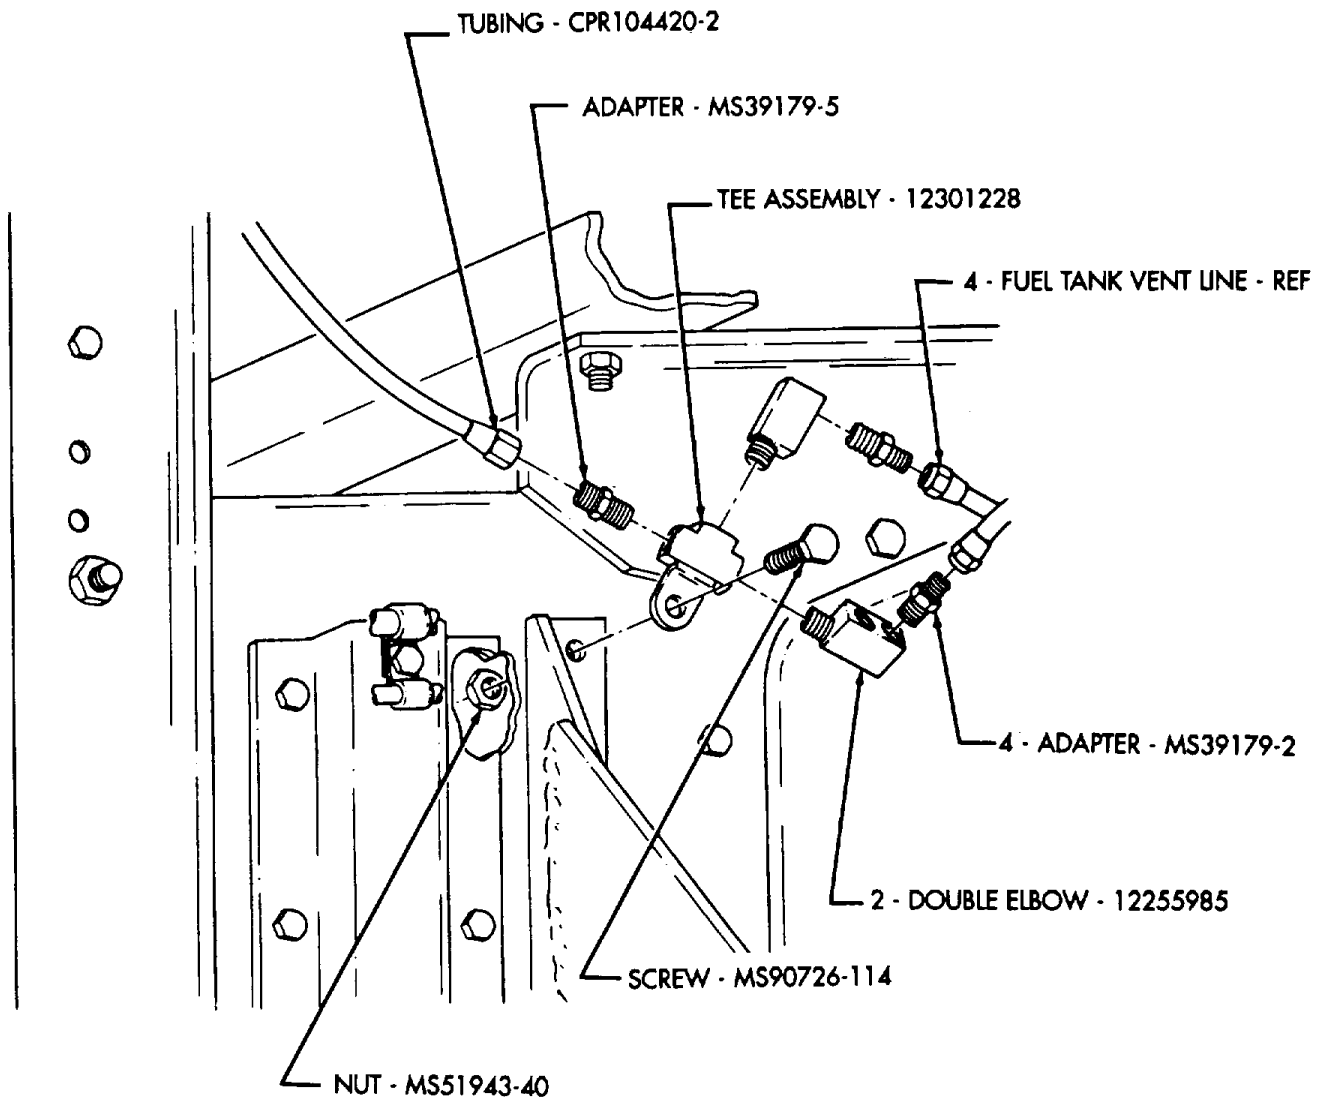 TUBING - CPR104420-2
ADAPTER - MS39179-5
TEE ASSEMBLY - 12301228
4 - FUEL TANK VENT LINE - REF
4 - ADAPTER - MS39179-2
2 - DOUBLE ELBOW - 12255985
SCREW - MS90726-114
NUT - MS51943-40